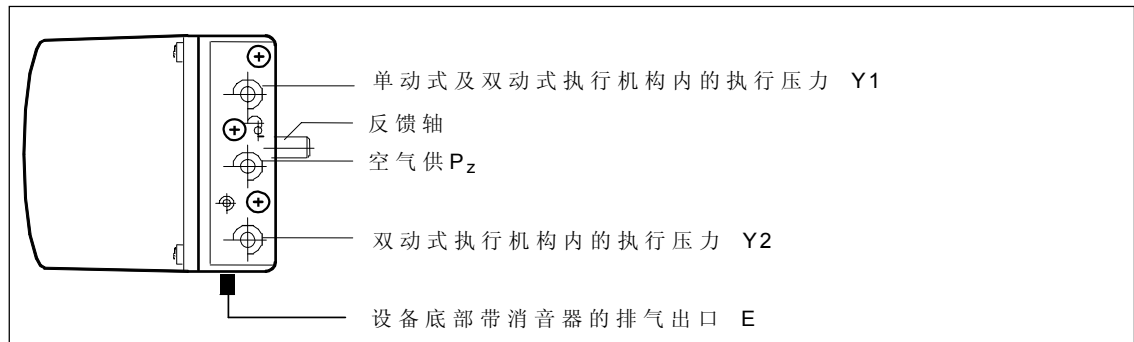 单动式及双动式执行机构内的执行压力 Y1
反馈轴
空气供Pz
双动式执行机构内的执行压力 Y2
设备底部带消音器的排气出口 E